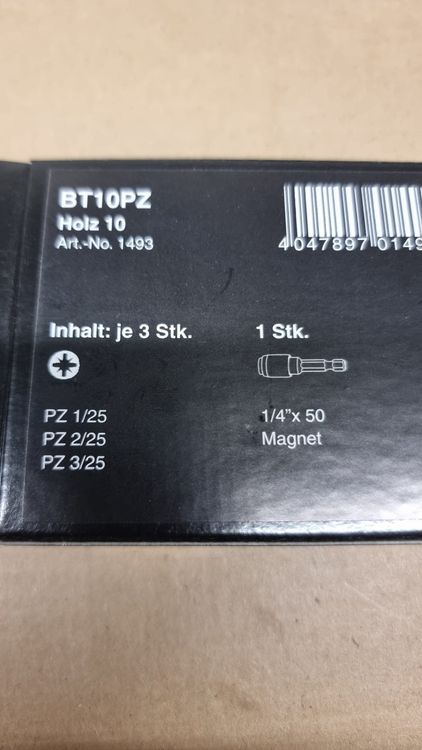 BT10PZ
Holz 10
Art.-No. 1493
4 047897 0149
Inhalt: je 3 Stk.
1 Stk.
PZ 1/25
PZ 2/25
PZ 3/25
1/4”x 50
Magnet